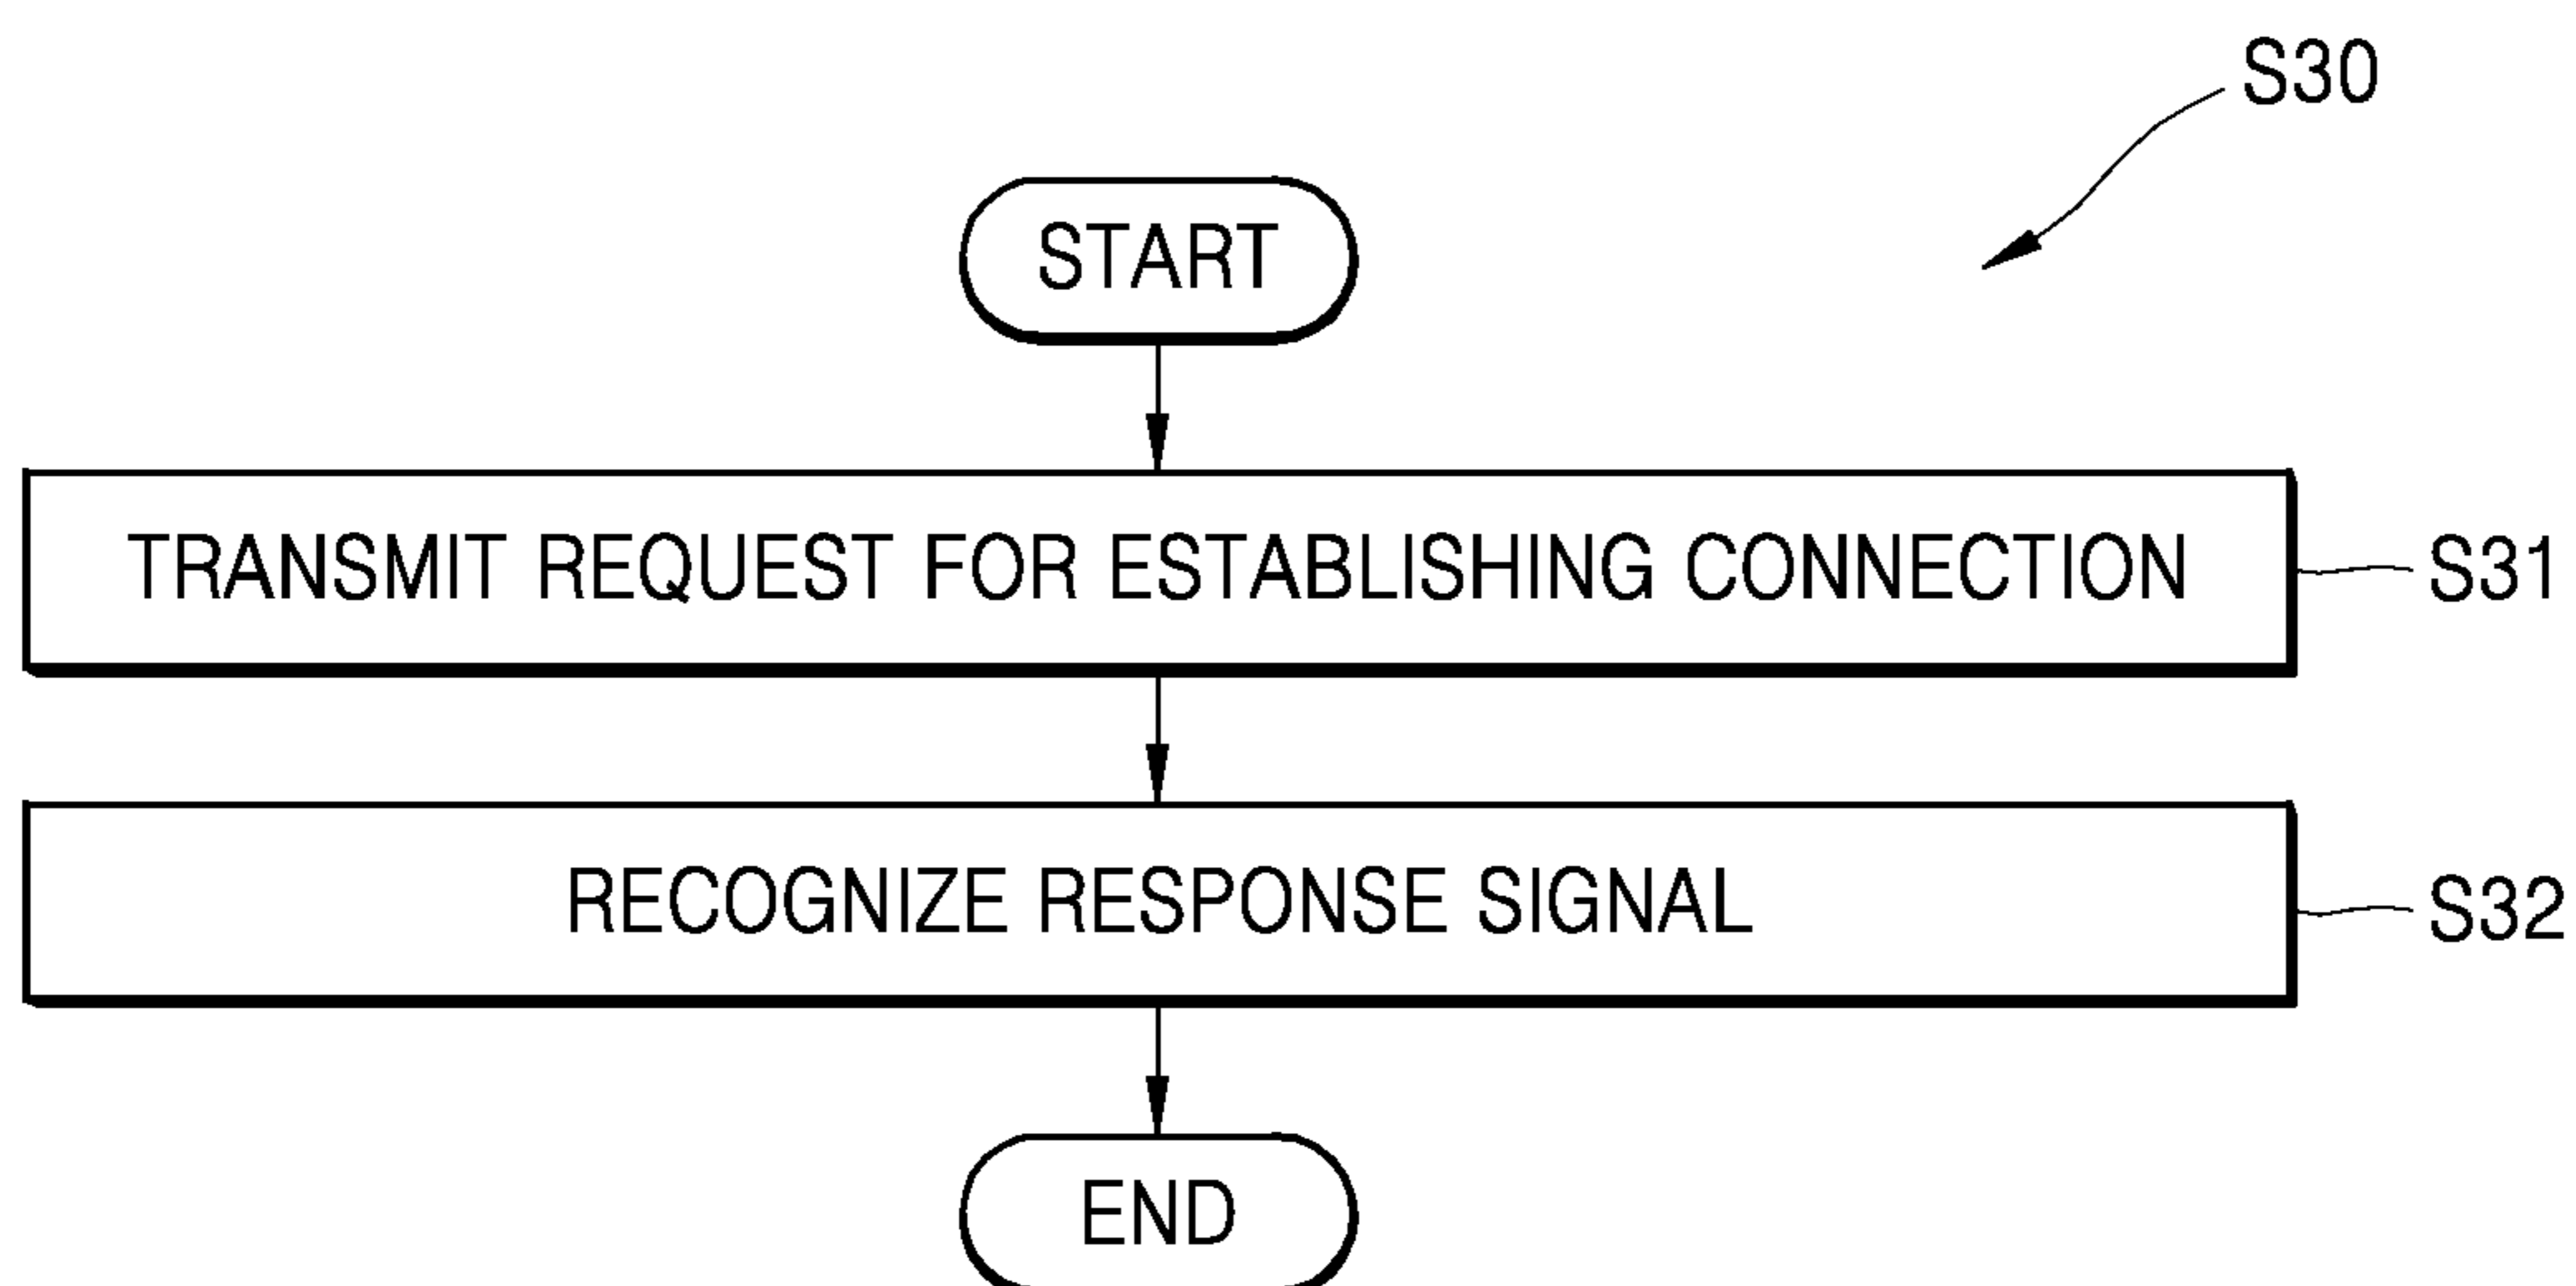 S30
START
TRANSMIT REQUEST FOR ESTABLISHING CONNECTION
S31
RECOGNIZE RESPONSE SIGNAL
S32
END